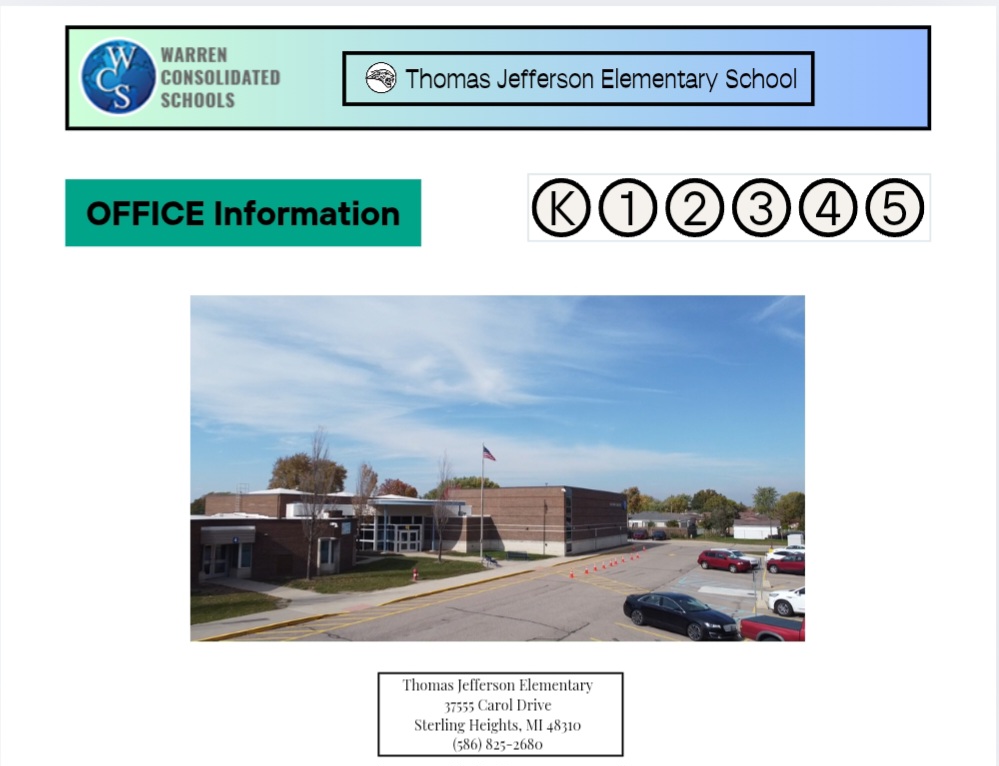 WCS
WARREN
CONSOLIDATED
SCHOOLS
Thomas Jefferson Elementary School
OFFICE Information
K 1 2 3 4 5
Thomas Jefferson Elementary
37555 Carol Drive
Sterling Heights, MI 48310
(586) 825-2680